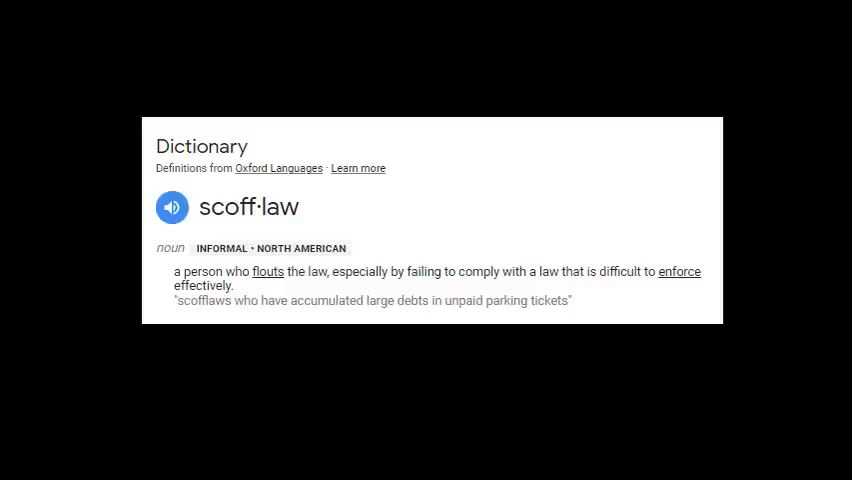 Dictionary
Definitions from Oxford Languages · Learn more
scoff·law
noun INFORMAL • NORTH AMERICAN
a person who flouts the law, especially by failing to comply with a law that is difficult to enforce
effectively.
"scofflaws who have accumulated large debts in unpaid parking tickets"